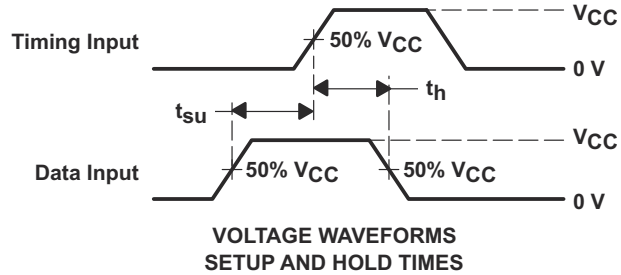 VCC
Timing Input
50% VCC
0 V
th
tsu
VCC
Data Input
50% VCC
50% VCC
0 V
VOLTAGE WAVEFORMS
SETUP AND HOLD TIMES